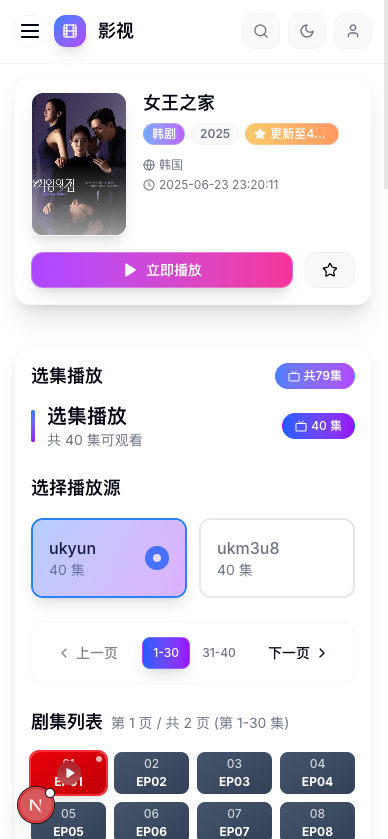 影视
女王之家
韩剧 2025 更新至4...
韩国
2025-06-23 23:20:11
立即播放
选集播放 共79集
选集播放
共 40 集可观看
40 集
选择播放源
ukyun
40 集
ukm3u8
40 集
上一页 1-30 31-40 下一页
剧集列表 第 1 页 / 共 2 页 (第 1-30 集)
01 02 03 04
EP01 EP02 EP03 EP04
05 06 07 08
EP05 EP06 EP07 EP08
N